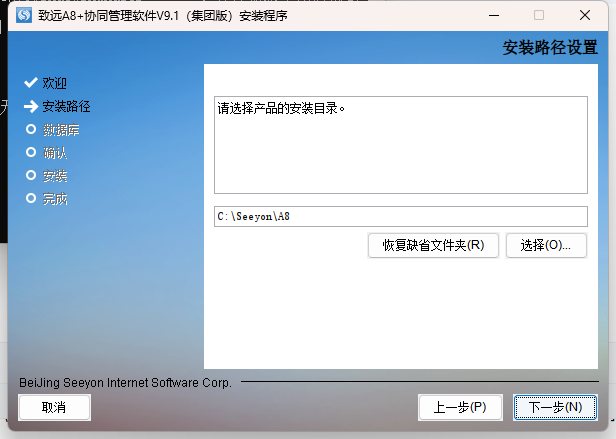 致远A8+协同管理软件V9.1（集团版）安装程序
安装路径设置
欢迎
安装路径
数据库
确认
安装
完成
请选择产品的安装目录。
C:\Seeyon\A8
恢复缺省文件夹(R)
选择(O)...
BeiJing Seeyon Internet Software Corp.
取消
上一步(P)
下一步(N)